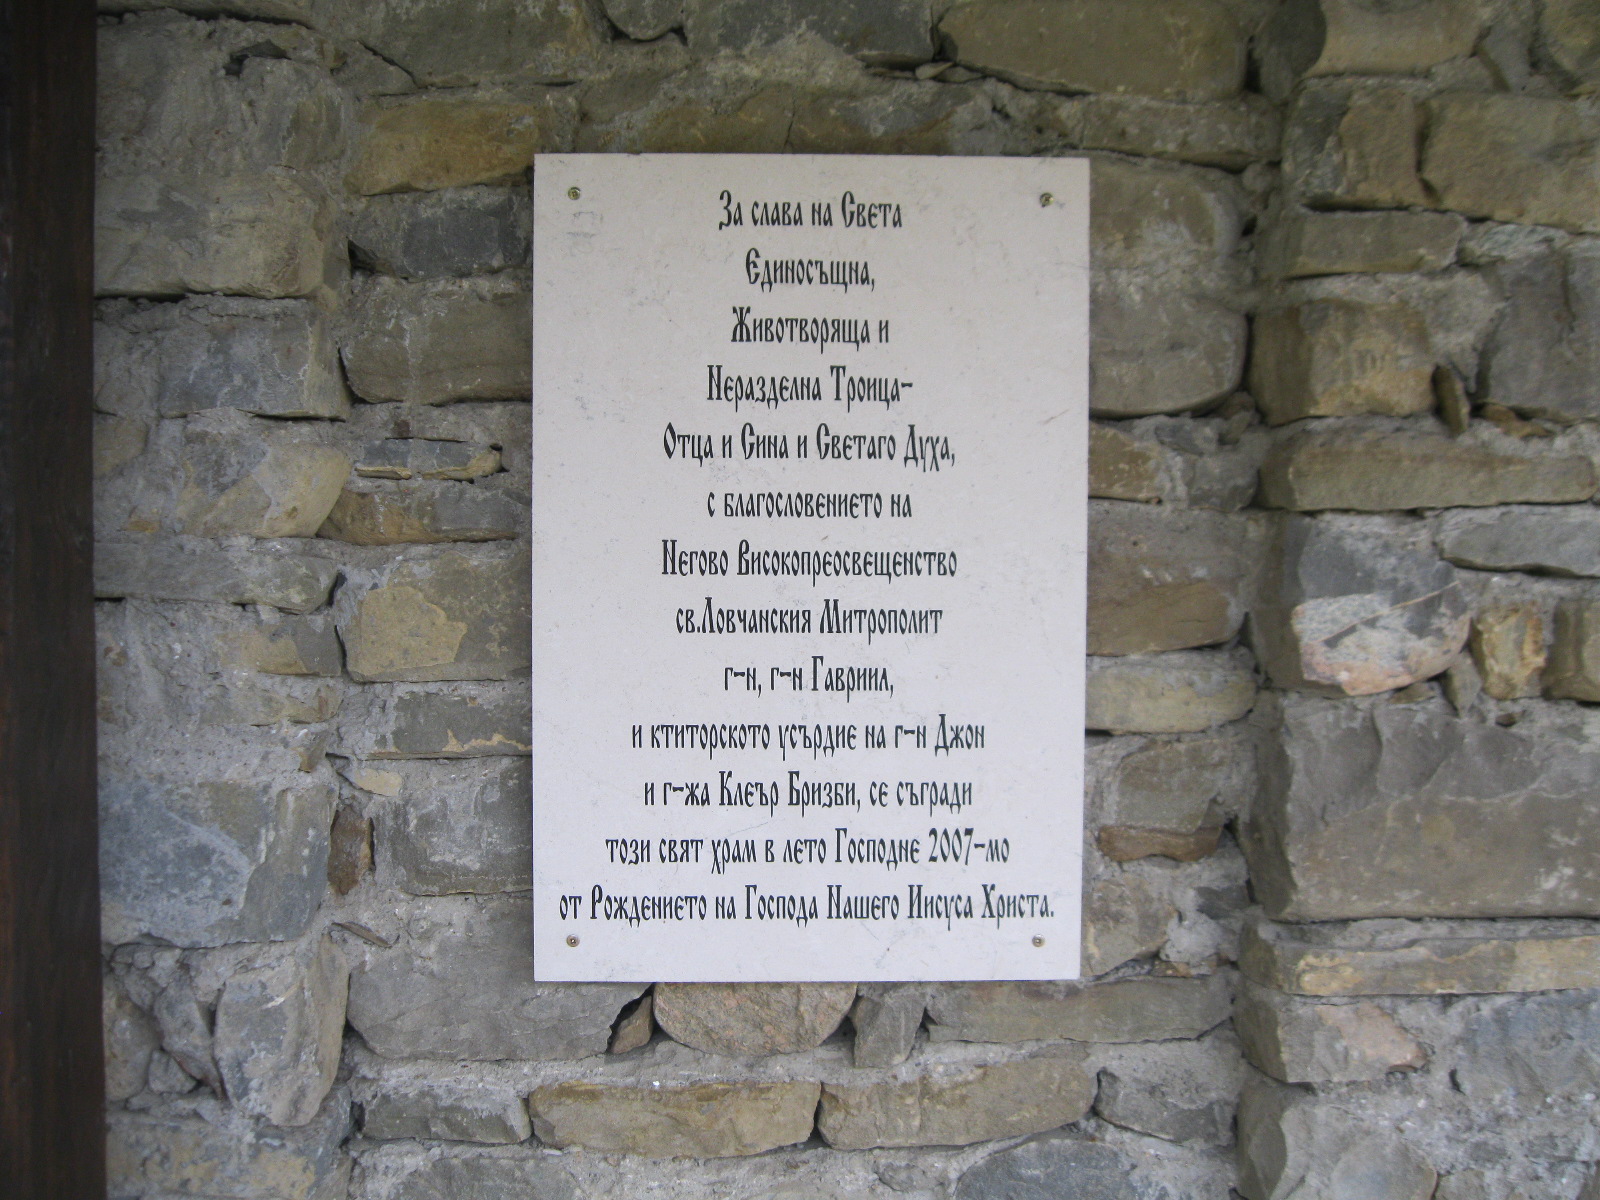 За слава на Света
Единосъщна,
Животворяща и
Неразделна Троица-
Отца и Сина и Светаго Духа,
с благословението на
Негово Високопреосвещенство
св.Ловчанския Митрополит
г-н, г-н Гавриил,
и ктиторското усърдие на г-н Джон
и г-жа Клеър Бризби, се съгради
този свят храм в лето Господне 2007-мо
от Рождението на Господа Нашего Иисуса Христа.